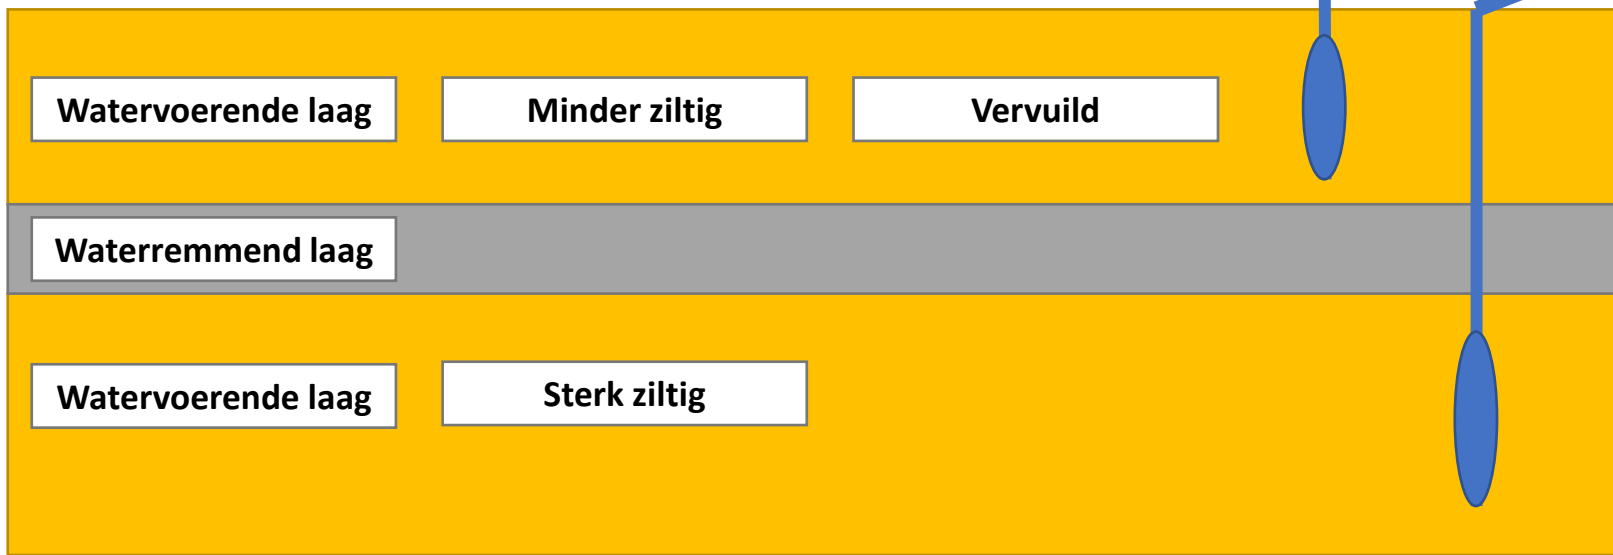 Watervoerende laag
Minder ziltig
Vervuild
Waterremmend laag
Watervoerende laag
Sterk ziltig